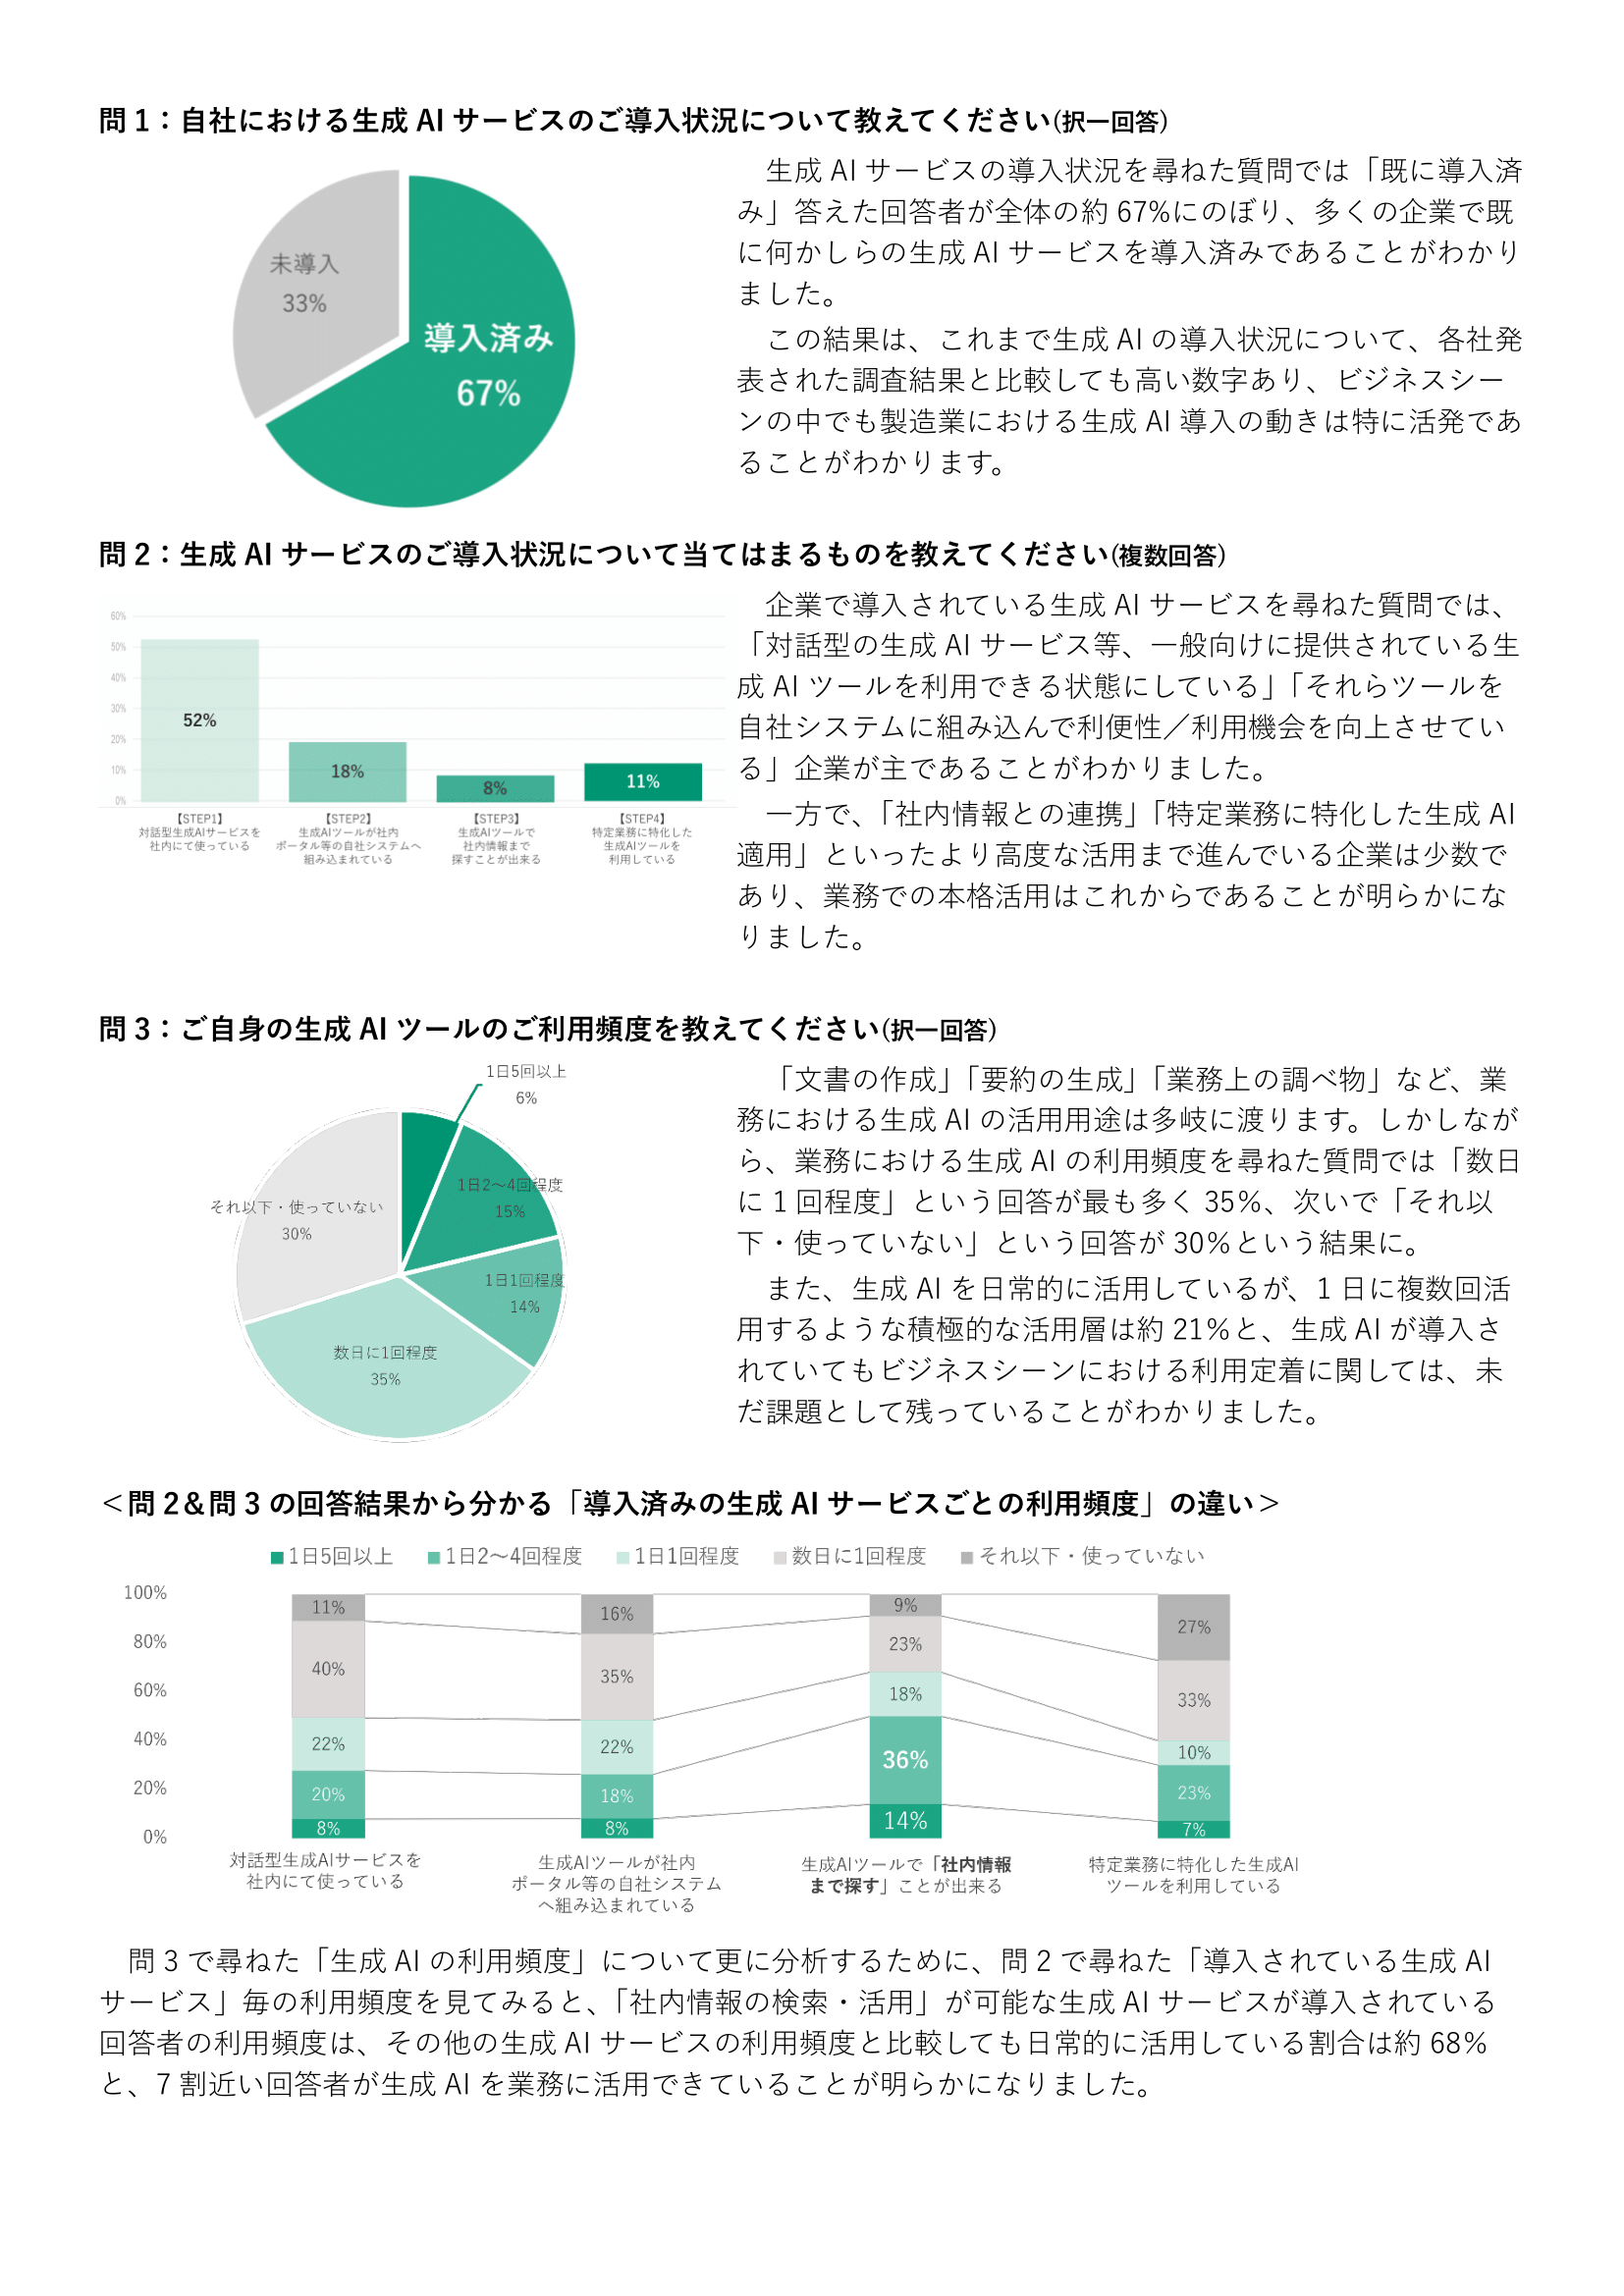 問1：自社における生成 AI サービスのご導入状況について教えてください(択一回答)
未導入
33%
導入済み
67%
生成 AI サービスの導入状況を尋ねた質問では「既に導入済
み」答えた回答者が全体の約 67%にのぼり、多くの企業で既
に何かしらの生成 AI サービスを導入済みであることがわかり
ました。
この結果は、これまで生成 AI の導入状況について、各社発
表された調査結果と比較しても高い数字あり、ビジネスシー
ンの中でも製造業における生成 AI 導入の動きは特に活発であ
ることがわかります。
問2：生成 AI サービスのご導入状況について当てはまるものを教えてください(複数回答)
60%
50%
40%
30%
20%
10%
0%
52%
18%
8%
11%
【STEP1】
対話型生成AIサービスを
社内にて使っている
【STEP2】
生成AIツールが社内
ポータル等の自社システムへ
組み込まれている
【STEP3】
生成AIツールで
社内情報まで
探すことが出来る
【STEP4】
特定業務に特化した
生成AIツールを
利用している
企業で導入されている生成 AI サービスを尋ねた質問では、
「対話型の生成 AI サービス等、一般向けに提供されている生
成 AI ツールを利用できる状態にしている」「それらツールを
自社システムに組み込んで利便性／利用機会を向上させてい
る」企業が主であることがわかりました。
一方で、「社内情報との連携」「特定業務に特化した生成 AI
適用」といったより高度な活用まで進んでいる企業は少数で
あり、業務での本格活用はこれからであることが明らかにな
りました。
問3：ご自身の生成 AI ツールのご利用頻度を教えてください(択一回答)
1日5回以上
6%
1日2～4回程度
15%
1日1回程度
14%
数日に1回程度
35%
それ以下・使っていない
30%
「文書の作成」「要約の生成」「業務上の調べ物」など、業
務における生成 AI の活用用途は多岐に渡ります。しかしなが
ら、業務における生成 AI の利用頻度を尋ねた質問では「数日
に 1 回程度」という回答が最も多く 35%、次いで「それ以
下・使っていない」という回答が 30%という結果に。
また、生成 AI を日常的に活用しているが、1 日に複数回活
用するような積極的な活用層は約 21%と、生成 AI が導入さ
れていてもビジネスシーンにおける利用定着に関しては、未
だ課題として残っていることがわかりました。
＜問 2&問 3 の回答結果から分かる「導入済みの生成 AI サービスごとの利用頻度」の違い＞
1日5回以上 1日2～4回程度 1日1回程度 数日に1回程度 それ以下・使っていない
100%
80%
60%
40%
20%
0%
11%
40%
22%
20%
8%
16%
35%
22%
18%
8%
9%
23%
18%
36%
14%
27%
33%
10%
23%
7%
対話型生成AIサービスを
社内にて使っている
生成AIツールが社内
ポータル等の自社システム
へ組み込まれている
生成AIツールで「社内情報
まで探す」ことが出来る
特定業務に特化した生成AI
ツールを利用している
問 3 で尋ねた「生成 AI の利用頻度」について更に分析するために、問 2 で尋ねた「導入されている生成 AI
サービス」毎の利用頻度を見てみると、「社内情報の検索・活用」が可能な生成 AI サービスが導入されている
回答者の利用頻度は、その他の生成 AI サービスの利用頻度と比較しても日常的に活用している割合は約 68%
と、7 割近い回答者が生成 AI を業務に活用できていることが明らかになりました。